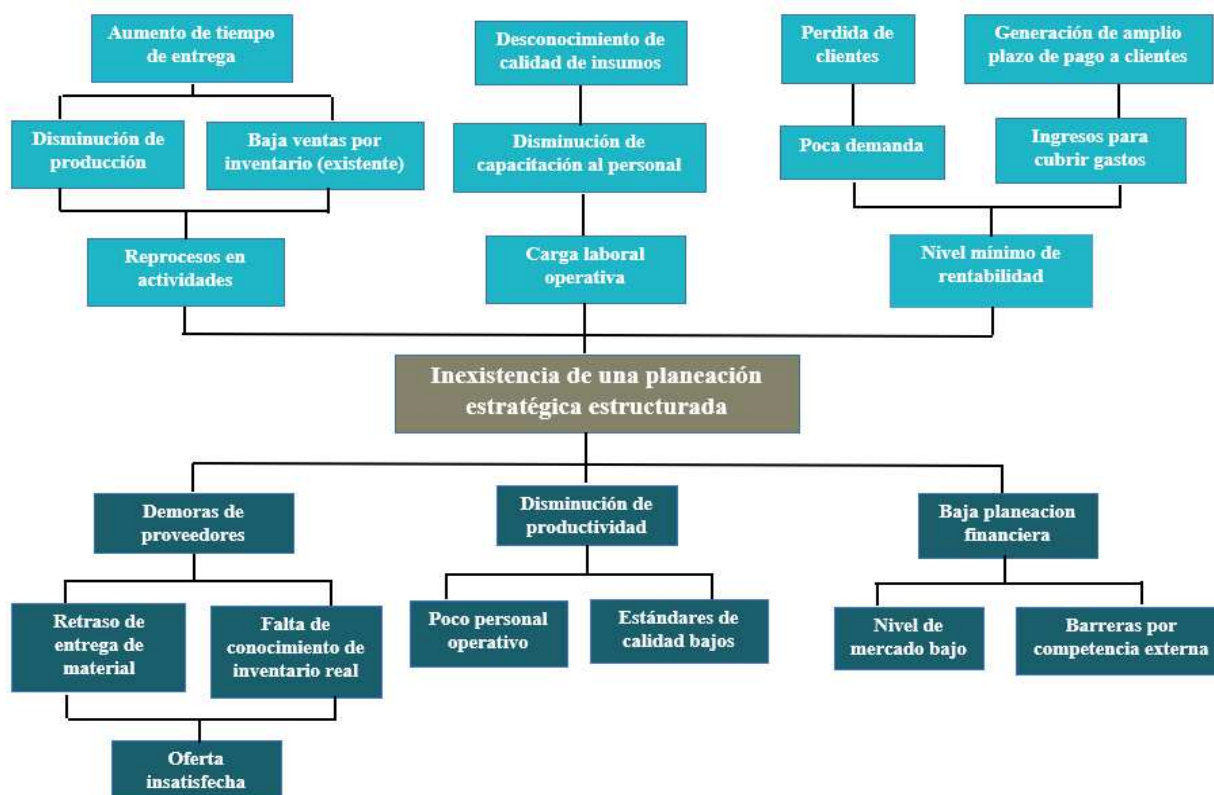 Aumento de tiempo
de entrega
Desconocimiento de
calidad de insumos
Perdida de
clientes
Generación de amplio
plazo de pago a clientes
Disminución de
producción
Baja ventas por
inventario (existente)
Disminución de
capacitación al personal
Poca demanda
Ingresos para
cubrir gastos
Reprocesos en
actividades
Carga laboral
operativa
Nivel mínimo de
rentabilidad
Inexistencia de una planeación
estratégica estructurada
Demoras de
proveedores
Disminución de
productividad
Baja planeacion
financiera
Retraso de
entrega de
material
Falta de
conocimiento de
inventario real
Poco personal
operativo
Estándares de
calidad bajos
Nivel de
mercado bajo
Barreras por
competencia externa
Oferta
insatisfecha